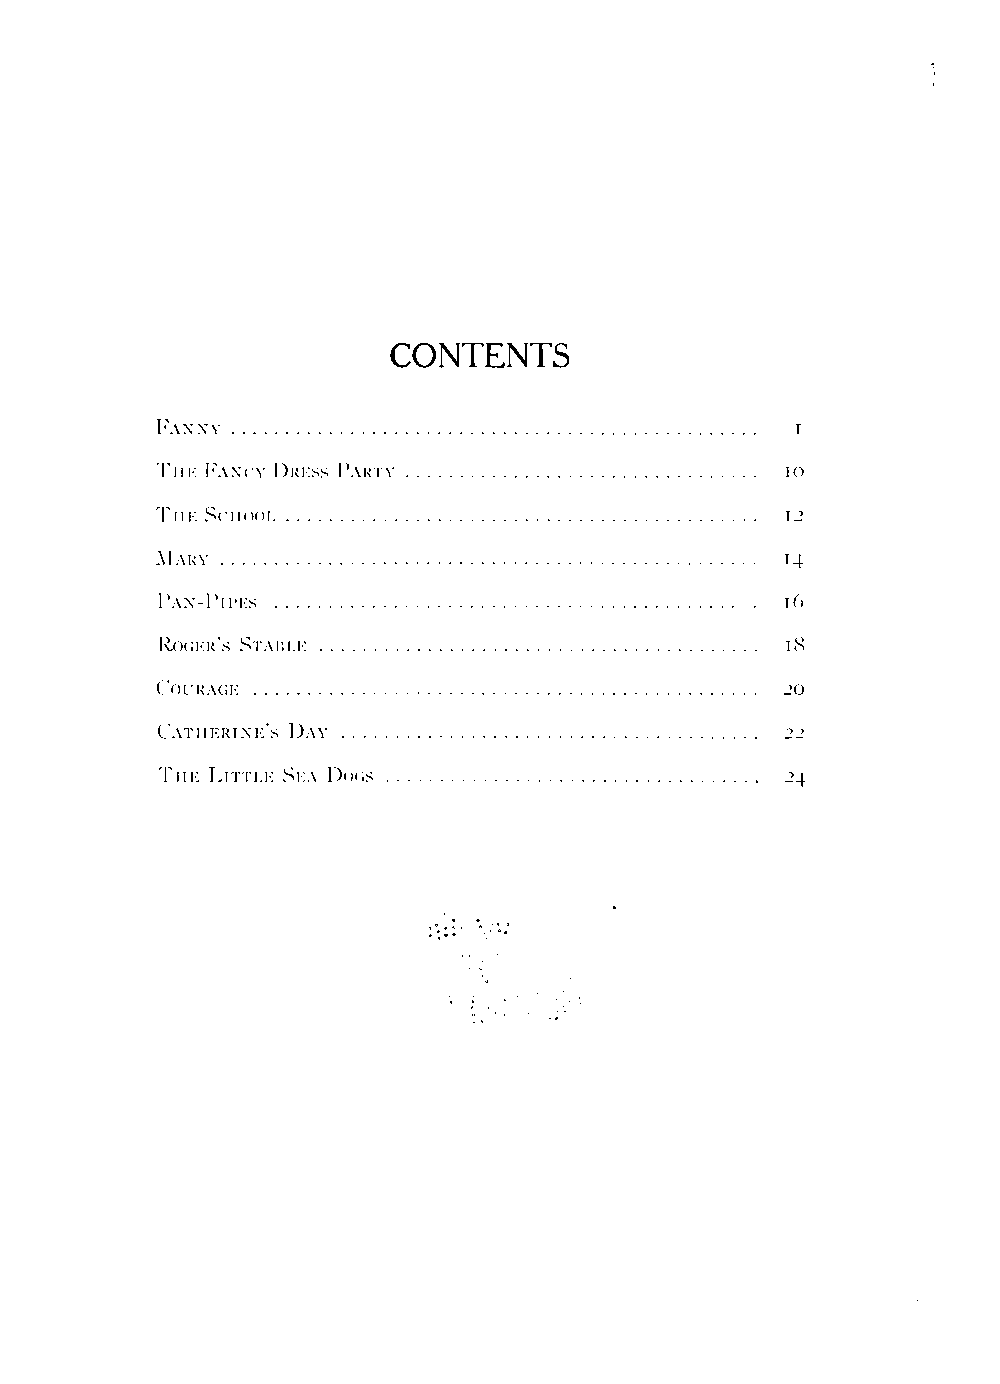 CONTENTS
Fanny .................................................. 1
The Fancy Dress Party .................................. 10
The School ............................................. 12
Mary ................................................... 14
Pan-Pipes .............................................. 16
Roger's Stable ......................................... 18
Courage ................................................ 20
Catherine's Day ........................................ 22
The Little Sea Dogs .................................... 24